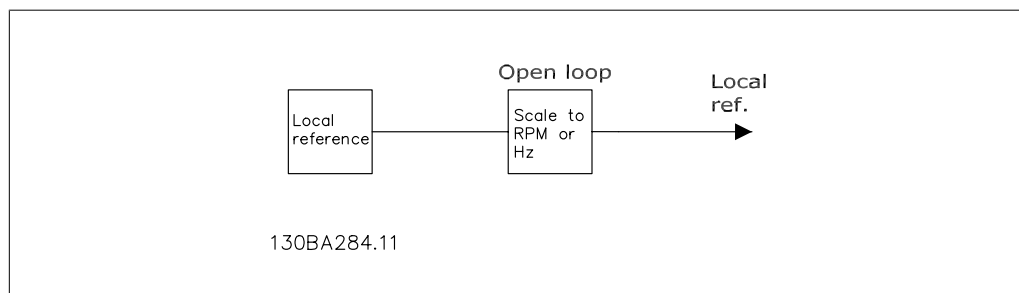 Open loop
Local
ref.
Local
reference
Scale to
RPM or
Hz
130BA284.11